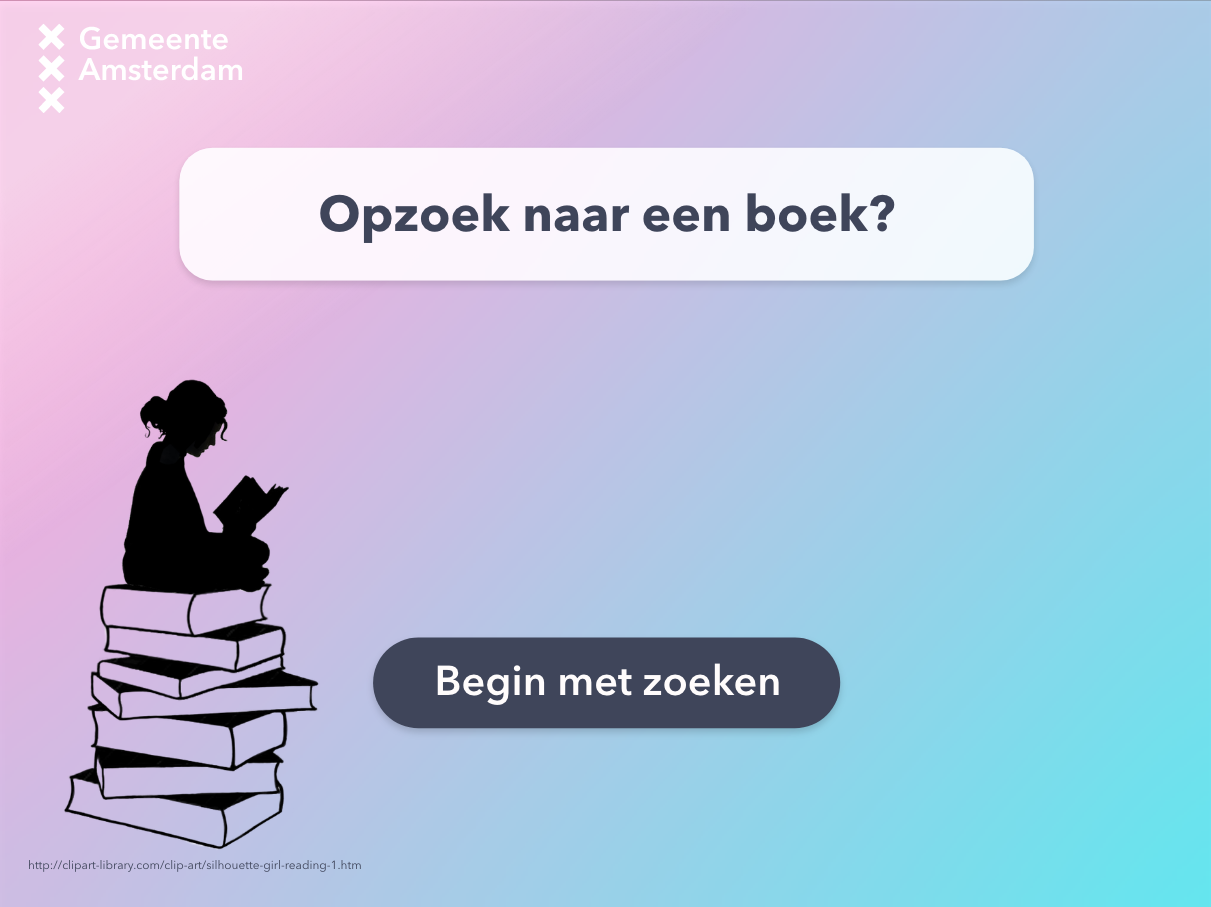 Gemeente
Amsterdam
Opzoek naar een boek?
Begin met zoeken
http://clipart-library.com/clip-art/silhouette-girl-reading-1.htm